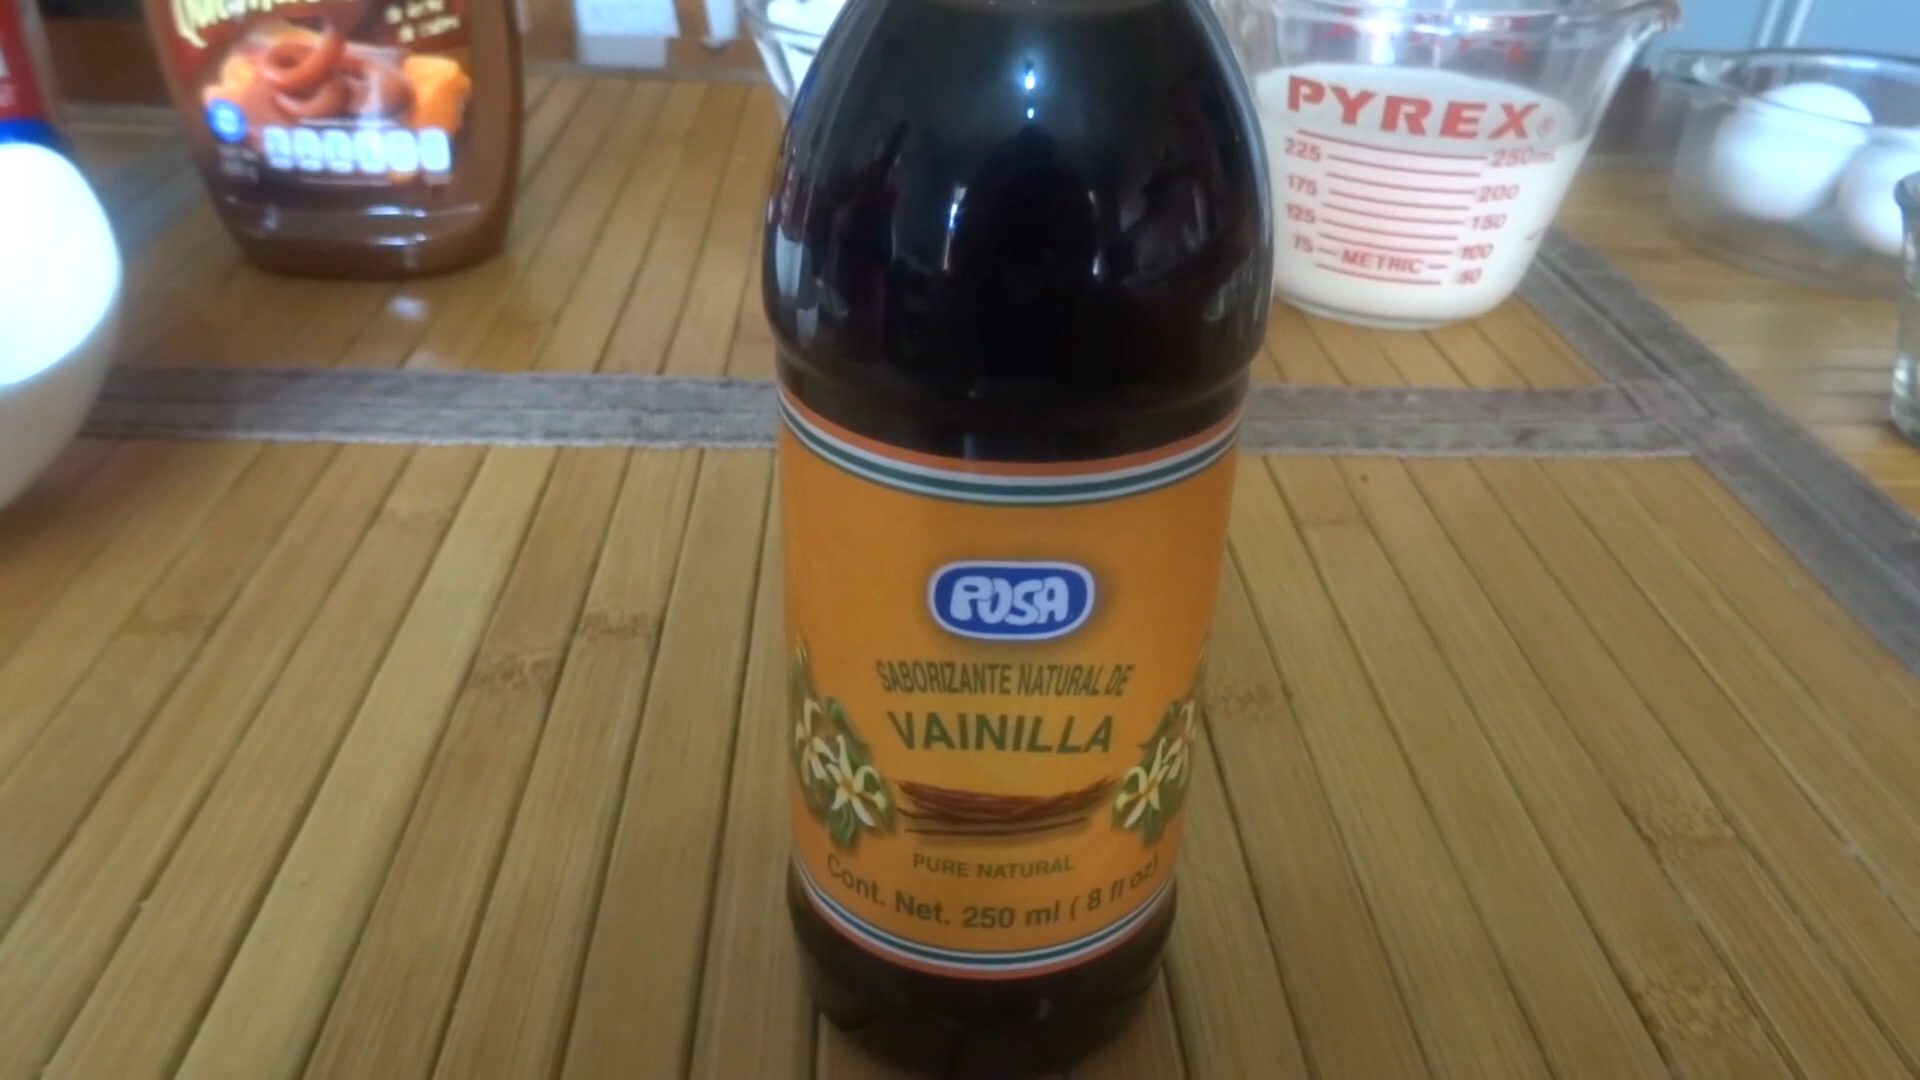 PYREX
225 250ml
175 200
125 150
75 METRIC 100
50
POSA
SABORIZANTE NATURAL DE
VAINILLA
PURE NATURAL
Cont. Net. 250 ml ( 8 fl oz)